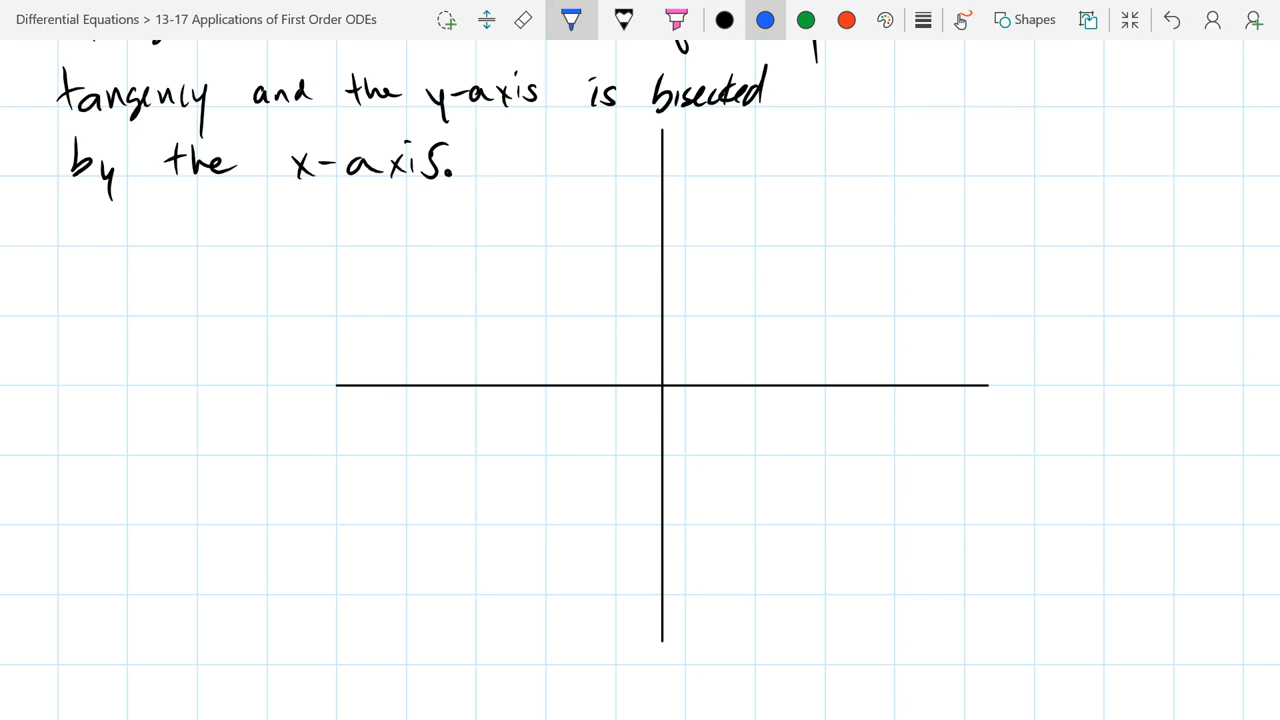 Differential Equations > 13-17 Applications of First Order ODEs
Shapes
tangency and the y-axis is bisected
by the x-axis.